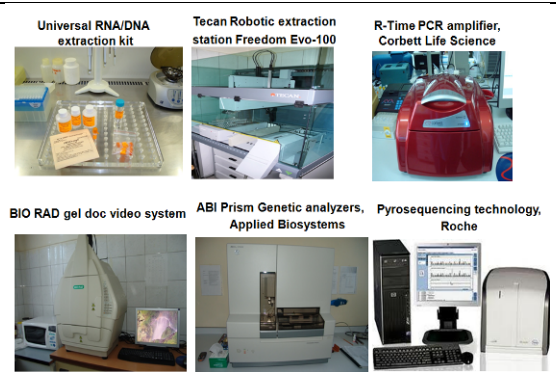 Universal RNA/DNA
extraction kit
Tecan Robotic extraction
station Freedom Evo-100
R-Time PCR amplifier,
Corbett Life Science
TECAN
BIO RAD gel doc video system
ABI Prism Genetic analyzers,
Applied Biosystems
Pyrosequencing technology,
Roche